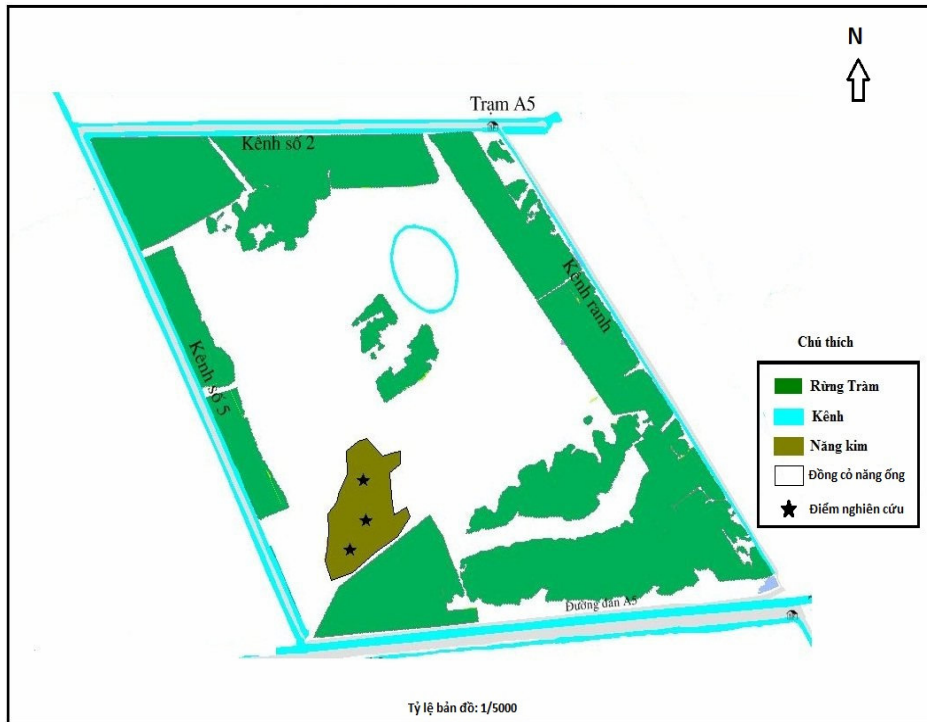 N
Trạm A5
Kênh số 2
Kênh ranh
Kênh số 5
Chủ thích
Rừng Tràm
Kênh
Năng kim
Đồng cỏ năng ống
Điểm nghiên cứu
Đường đan A5
Tỷ lệ bản đồ: 1/5000